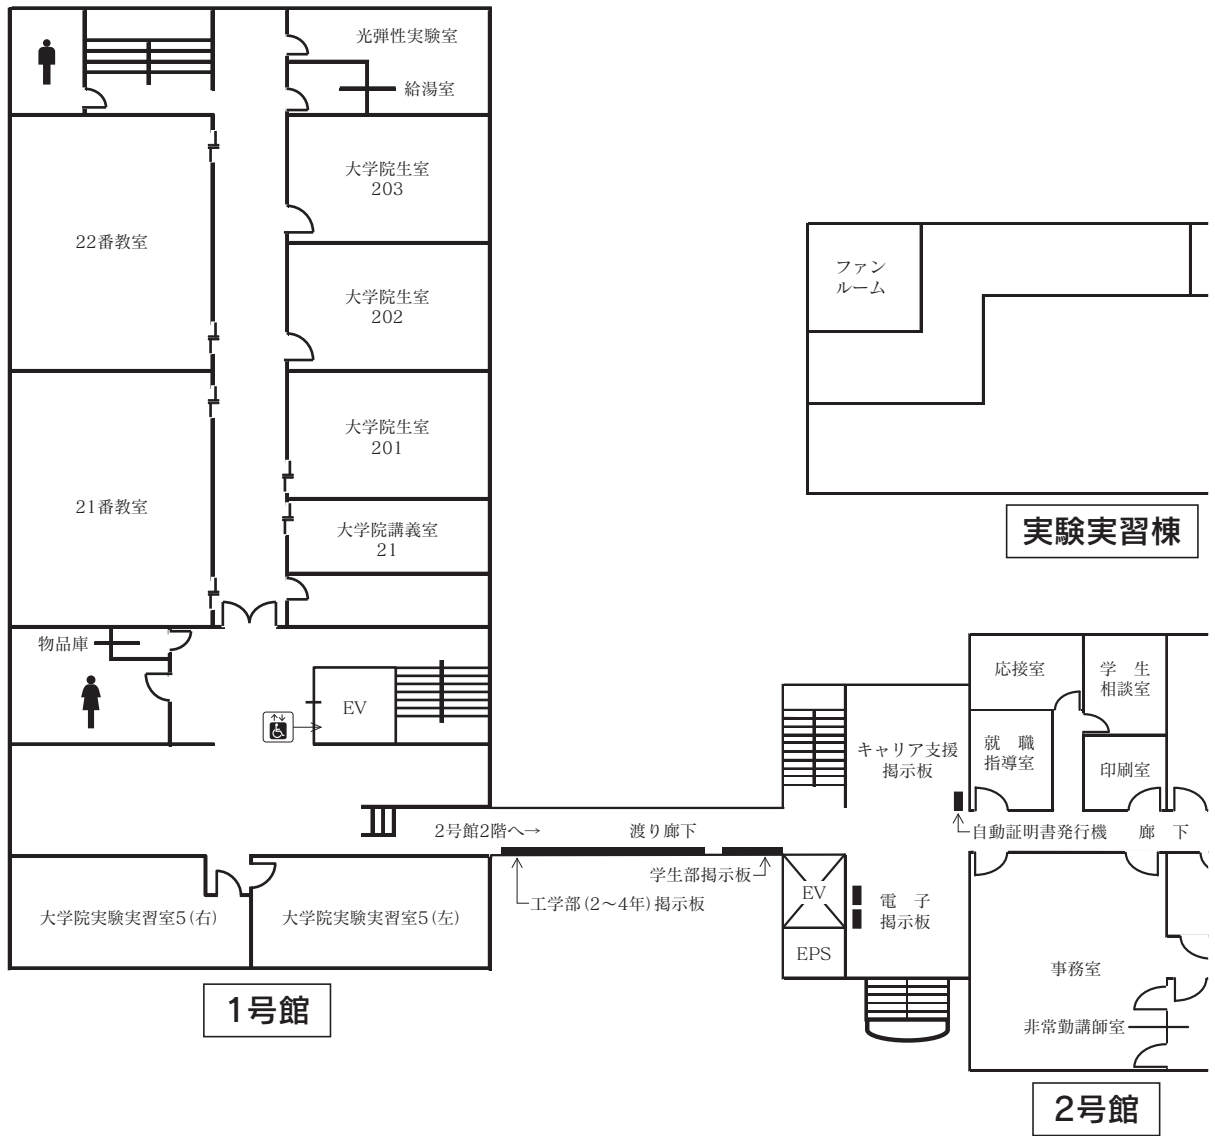 光弾性実験室
給湯室
大学院生室
203
22番教室
大学院生室
202
大学院生室
201
21番教室
大学院講義室
21
物品庫
EV
2号館2階へ→
渡り廊下
学生部掲示板
工学部(2〜4年)掲示板
大学院実験実習室5(右)
大学院実験実習室5(左)
1号館
ファン
ルーム
実験実習棟
応接室
学　生
相談室
キャリア支援
掲示板
就　職
指導室
印刷室
自動証明書発行機
廊　下
EV
電　子
掲示板
EPS
事務室
非常勤講師室
2号館